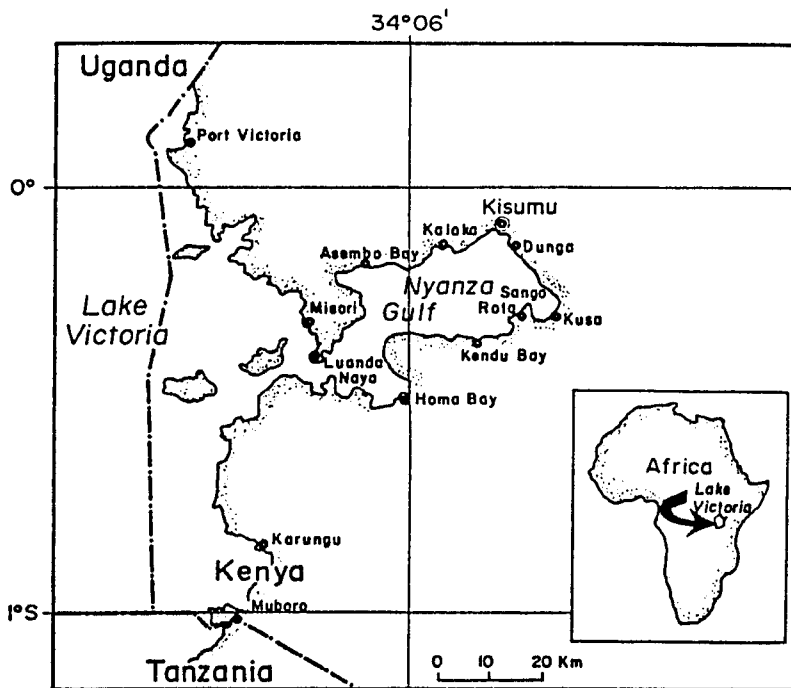 34°06'
Uganda
Port Victoria
0°
Kisumu
Kaloka
Dunga
Asembo Bay
Nyanza
Gulf
Sango
Rota
Kusa
Lake
Victoria
Misori
Kendu Bay
Luanda
Naya
Homa Bay
Africa
Lake
Victoria
Karungu
Kenya
1°S
Muboro
Tanzania
0 10 20 Km